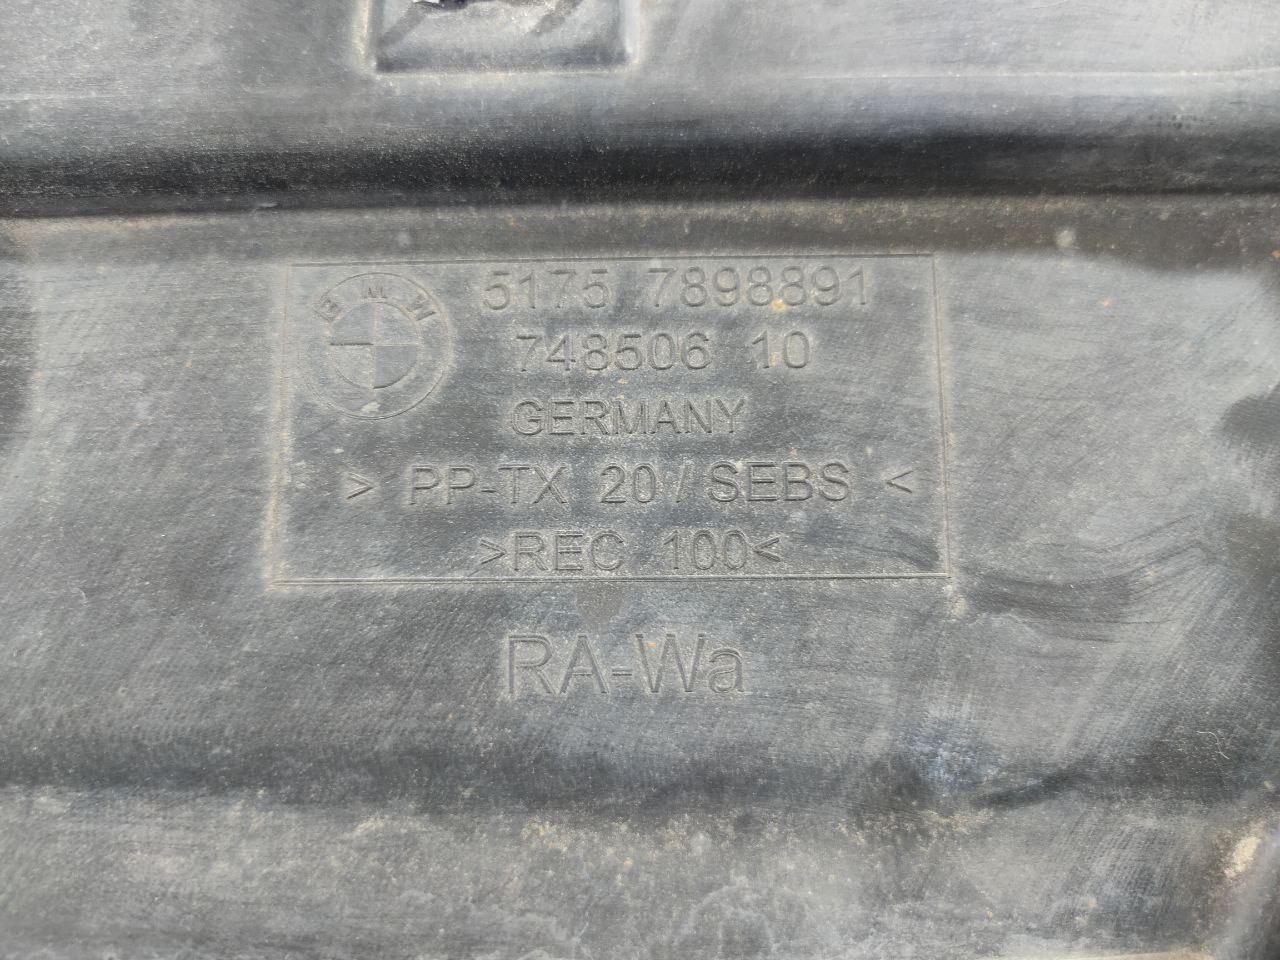 BMW
5175 7898891
748506 10
GERMANY
> PP-TX 20 / SEBS <
>REC 100<
RA-Wa